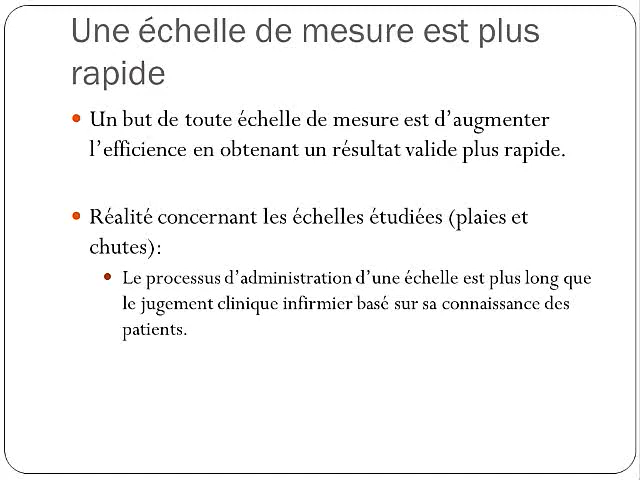 Une échelle de mesure est plus
rapide
Un but de toute échelle de mesure est d’augmenter
l’efficience en obtenant un résultat valide plus rapide.
Réalité concernant les échelles étudiées (plaies et
chutes):
Le processus d’administration d’une échelle est plus long que
le jugement clinique infirmier basé sur sa connaissance des
patients.